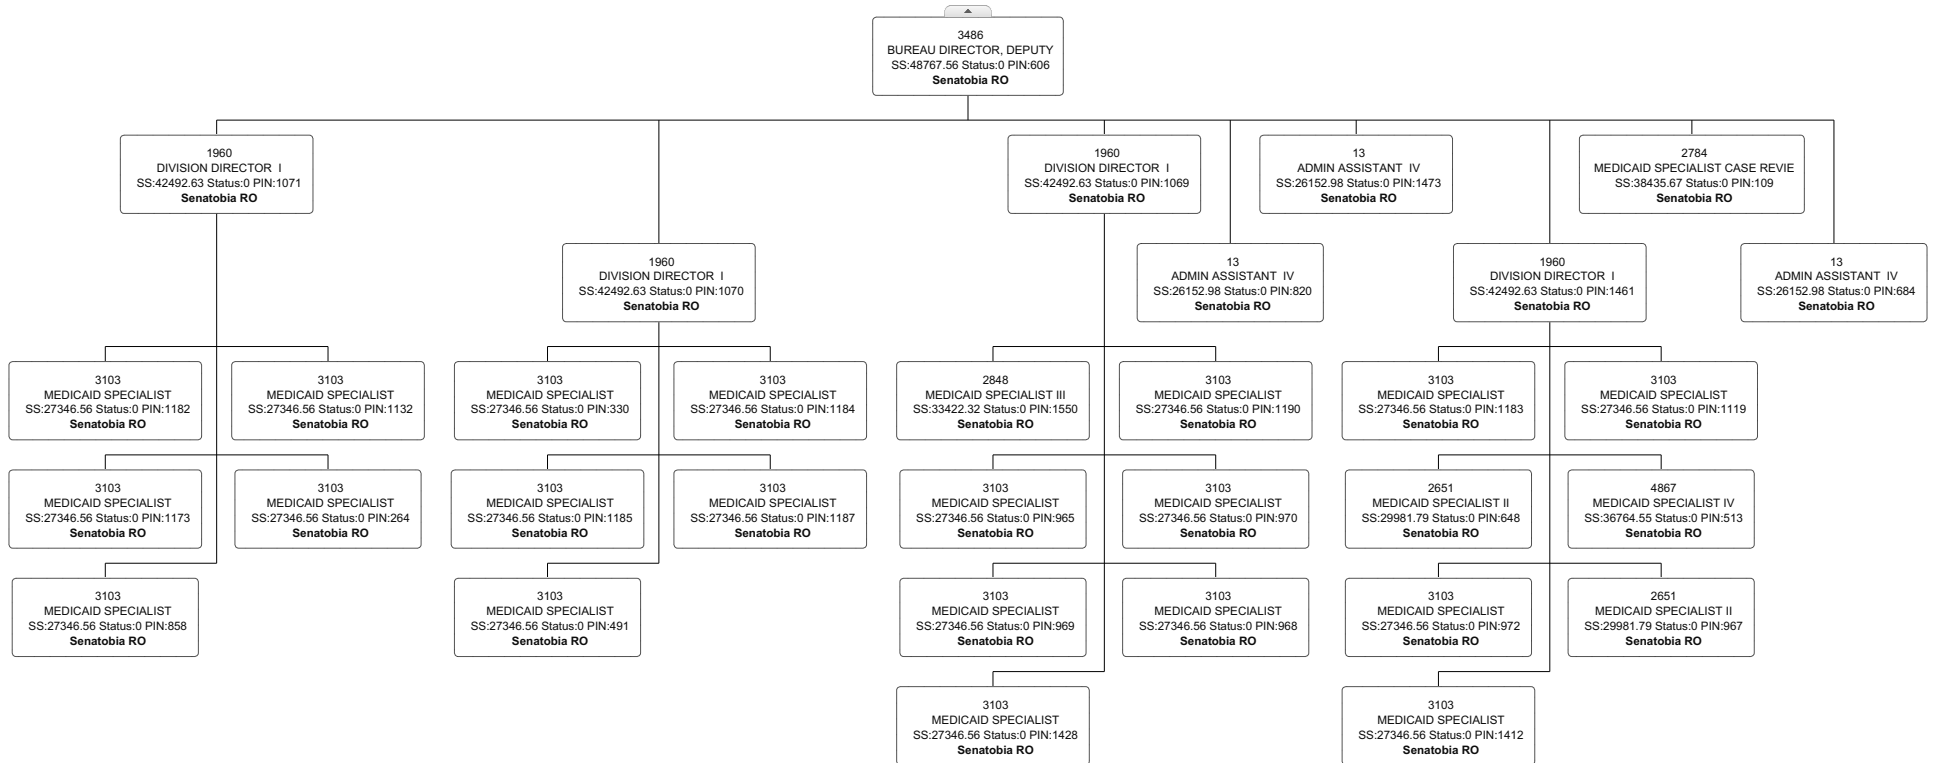 3486
BUREAU DIRECTOR, DEPUTY
SS:48767.56 Status:0 PIN:606
Senatobia RO
1960
DIVISION DIRECTOR  I
SS:42492.63 Status:0 PIN:1071
Senatobia RO
1960
DIVISION DIRECTOR  I
SS:42492.63 Status:0 PIN:1069
Senatobia RO
13
ADMIN ASSISTANT  IV
SS:26152.98 Status:0 PIN:1473
Senatobia RO
2784
MEDICAID SPECIALIST CASE REVIE
SS:38435.67 Status:0 PIN:109
Senatobia RO
1960
DIVISION DIRECTOR  I
SS:42492.63 Status:0 PIN:1070
Senatobia RO
13
ADMIN ASSISTANT  IV
SS:26152.98 Status:0 PIN:820
Senatobia RO
1960
DIVISION DIRECTOR  I
SS:42492.63 Status:0 PIN:1461
Senatobia RO
13
ADMIN ASSISTANT  IV
SS:26152.98 Status:0 PIN:684
Senatobia RO
3103
MEDICAID SPECIALIST
SS:27346.56 Status:0 PIN:1182
Senatobia RO
3103
MEDICAID SPECIALIST
SS:27346.56 Status:0 PIN:1132
Senatobia RO
3103
MEDICAID SPECIALIST
SS:27346.56 Status:0 PIN:330
Senatobia RO
3103
MEDICAID SPECIALIST
SS:27346.56 Status:0 PIN:1184
Senatobia RO
2848
MEDICAID SPECIALIST III
SS:33422.32 Status:0 PIN:1550
Senatobia RO
3103
MEDICAID SPECIALIST
SS:27346.56 Status:0 PIN:1190
Senatobia RO
3103
MEDICAID SPECIALIST
SS:27346.56 Status:0 PIN:1183
Senatobia RO
3103
MEDICAID SPECIALIST
SS:27346.56 Status:0 PIN:1119
Senatobia RO
3103
MEDICAID SPECIALIST
SS:27346.56 Status:0 PIN:1173
Senatobia RO
3103
MEDICAID SPECIALIST
SS:27346.56 Status:0 PIN:264
Senatobia RO
3103
MEDICAID SPECIALIST
SS:27346.56 Status:0 PIN:1185
Senatobia RO
3103
MEDICAID SPECIALIST
SS:27346.56 Status:0 PIN:1187
Senatobia RO
3103
MEDICAID SPECIALIST
SS:27346.56 Status:0 PIN:965
Senatobia RO
3103
MEDICAID SPECIALIST
SS:27346.56 Status:0 PIN:970
Senatobia RO
2651
MEDICAID SPECIALIST II
SS:29981.79 Status:0 PIN:648
Senatobia RO
4867
MEDICAID SPECIALIST IV
SS:36764.55 Status:0 PIN:513
Senatobia RO
3103
MEDICAID SPECIALIST
SS:27346.56 Status:0 PIN:858
Senatobia RO
3103
MEDICAID SPECIALIST
SS:27346.56 Status:0 PIN:491
Senatobia RO
3103
MEDICAID SPECIALIST
SS:27346.56 Status:0 PIN:969
Senatobia RO
3103
MEDICAID SPECIALIST
SS:27346.56 Status:0 PIN:968
Senatobia RO
3103
MEDICAID SPECIALIST
SS:27346.56 Status:0 PIN:972
Senatobia RO
2651
MEDICAID SPECIALIST II
SS:29981.79 Status:0 PIN:967
Senatobia RO
3103
MEDICAID SPECIALIST
SS:27346.56 Status:0 PIN:1428
Senatobia RO
3103
MEDICAID SPECIALIST
SS:27346.56 Status:0 PIN:1412
Senatobia RO